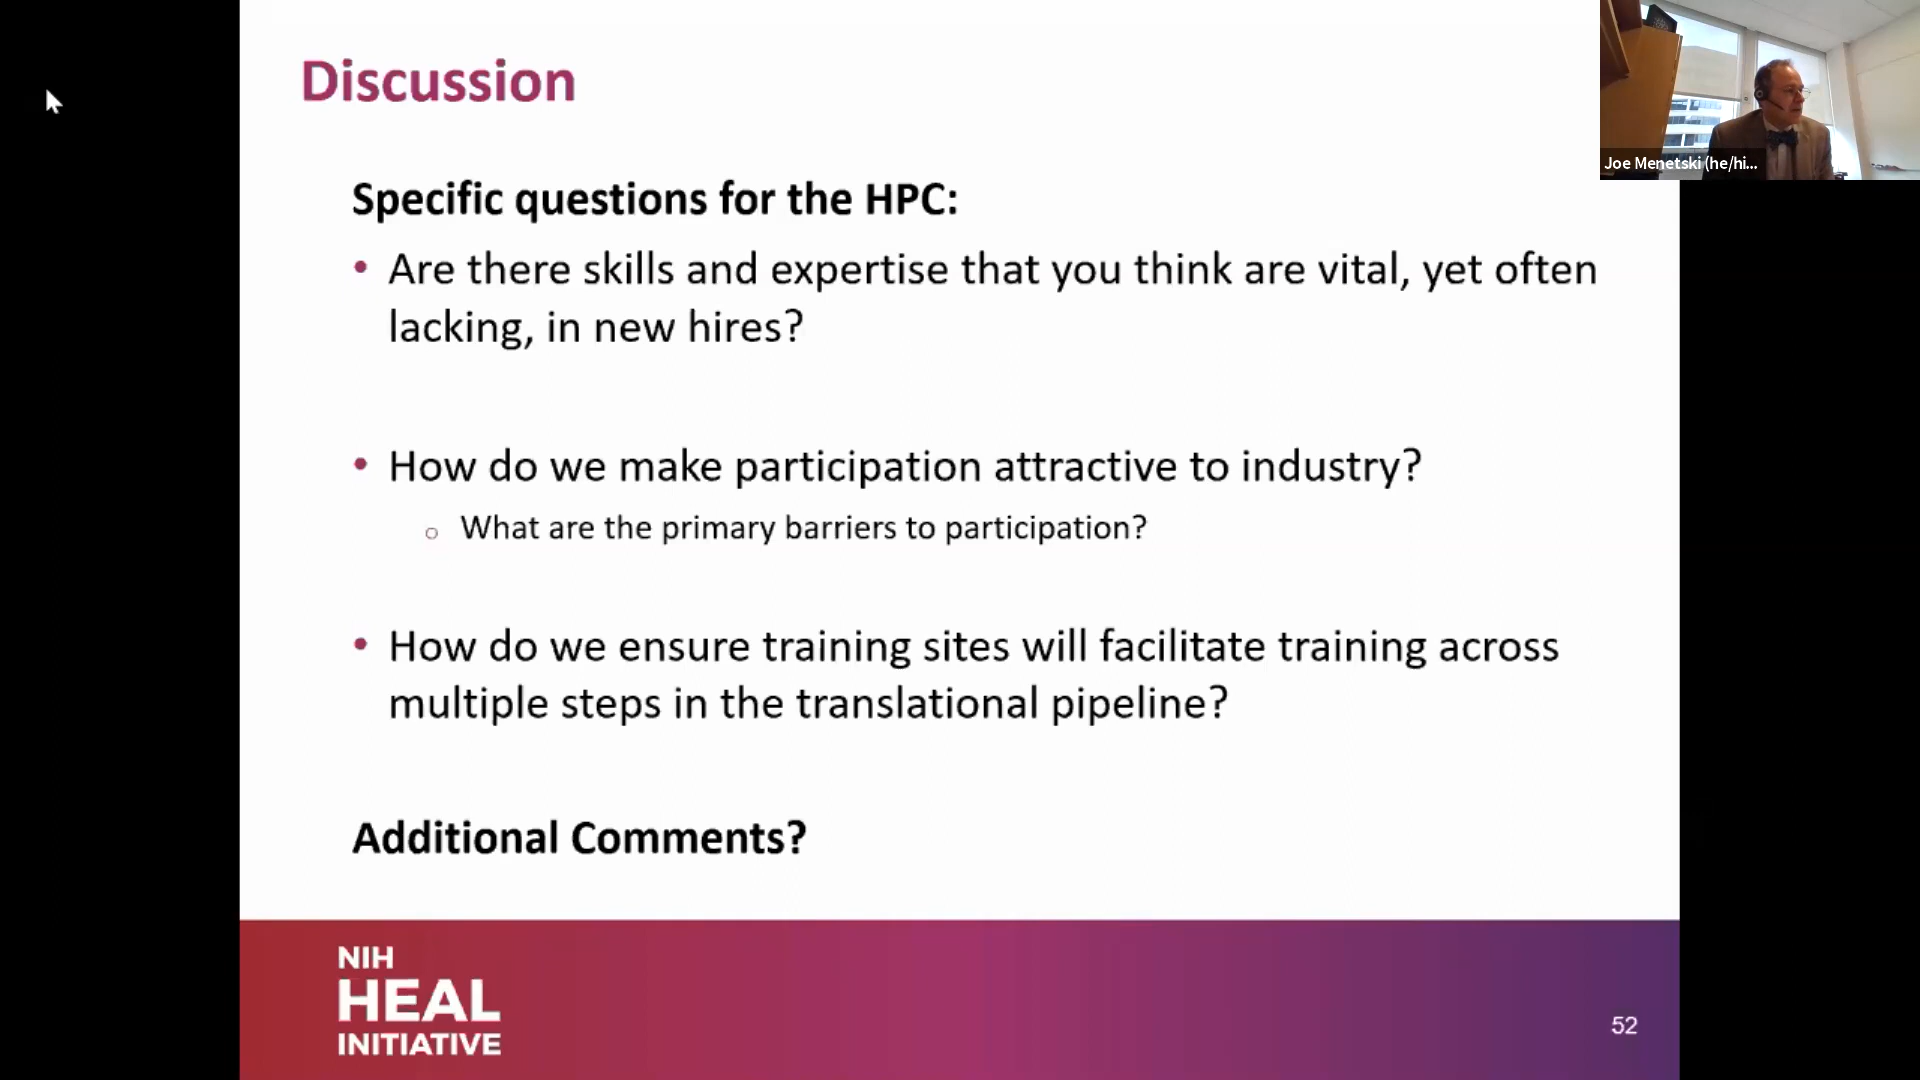 Discussion
Joe Menetski (he/hi...
Specific questions for the HPC:
• Are there skills and expertise that you think are vital, yet often
lacking, in new hires?
• How do we make participation attractive to industry?
o What are the primary barriers to participation?
• How do we ensure training sites will facilitate training across
multiple steps in the translational pipeline?
Additional Comments?
NIH
HEAL
INITIATIVE
52